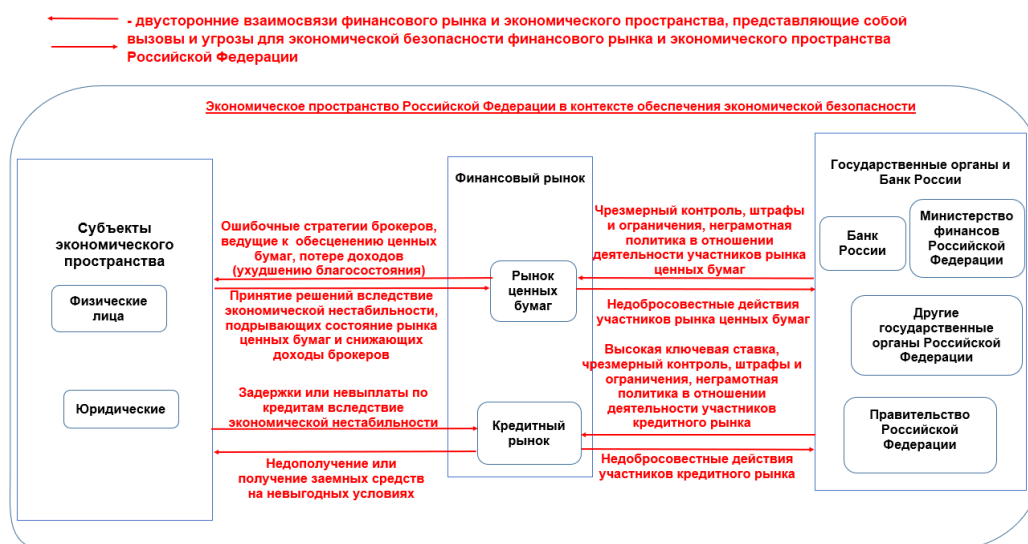 - двусторонние взаимосвязи финансового рынка и экономического пространства, представляющие собой
вызовы и угрозы для экономической безопасности финансового рынка и экономического пространства
Российской Федерации
Экономическое пространство Российской Федерации в контексте обеспечения экономической безопасности
Субъекты
экономического
пространства
Физические
лица
Юридические
Ошибочные стратегии брокеров,
ведущие к обесценению ценных
бумаг, потере доходов
(ухудшению благосостояния)
Принятие решений вследствие
экономической нестабильности,
подрывающих состояние рынка
ценных бумаг и снижающих
доходы брокеров
Задержки или невыплаты по
кредитам вследствие
экономической нестабильности
Недополучение или
получение заемных средств
на невыгодных условиях
Финансовый рынок
Рынок
ценных
бумаг
Кредитный
рынок
Чрезмерный контроль, штрафы
и ограничения, неграмотная
политика в отношении
деятельности участников рынка
ценных бумаг
Недобросовестные действия
участников рынка ценных бумаг
Высокая ключевая ставка,
чрезмерный контроль, штрафы и
ограничения, неграмотная
политика в отношении
деятельности участников
кредитного рынка
Недобросовестные действия
участников кредитного рынка
Государственные органы и
Банк России
Банк
России
Министерство
финансов
Российской
Федерации
Другие
государственные
органы Российской
Федерации
Правительство
Российской
Федерации